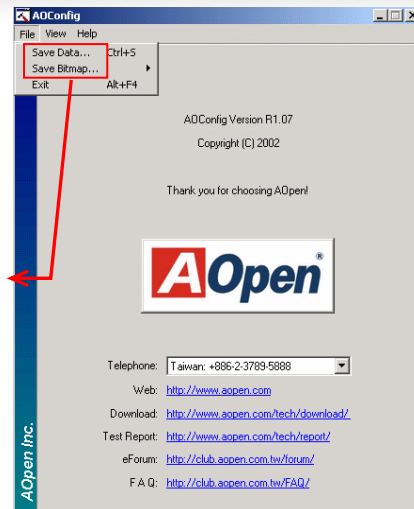 AOConfig
File View Help
Save Data... Ctrl+S
Save Bitmap...
Exit Alt+F4
AOConfig Version R1.07
Copyright (C) 2002
Thank you for choosing AOpen!
AOpen®
Telephone: Taiwan: +886-2-3789-5888
Web: http://www.aopen.com
Download: http://www.aopen.com/tech/download/
Test Report: http://www.aopen.com/tech/report/
eForum: http://club.aopen.com.tw/forum/
F A Q: http://club.aopen.com.tw/FAQ/
AOpen Inc.